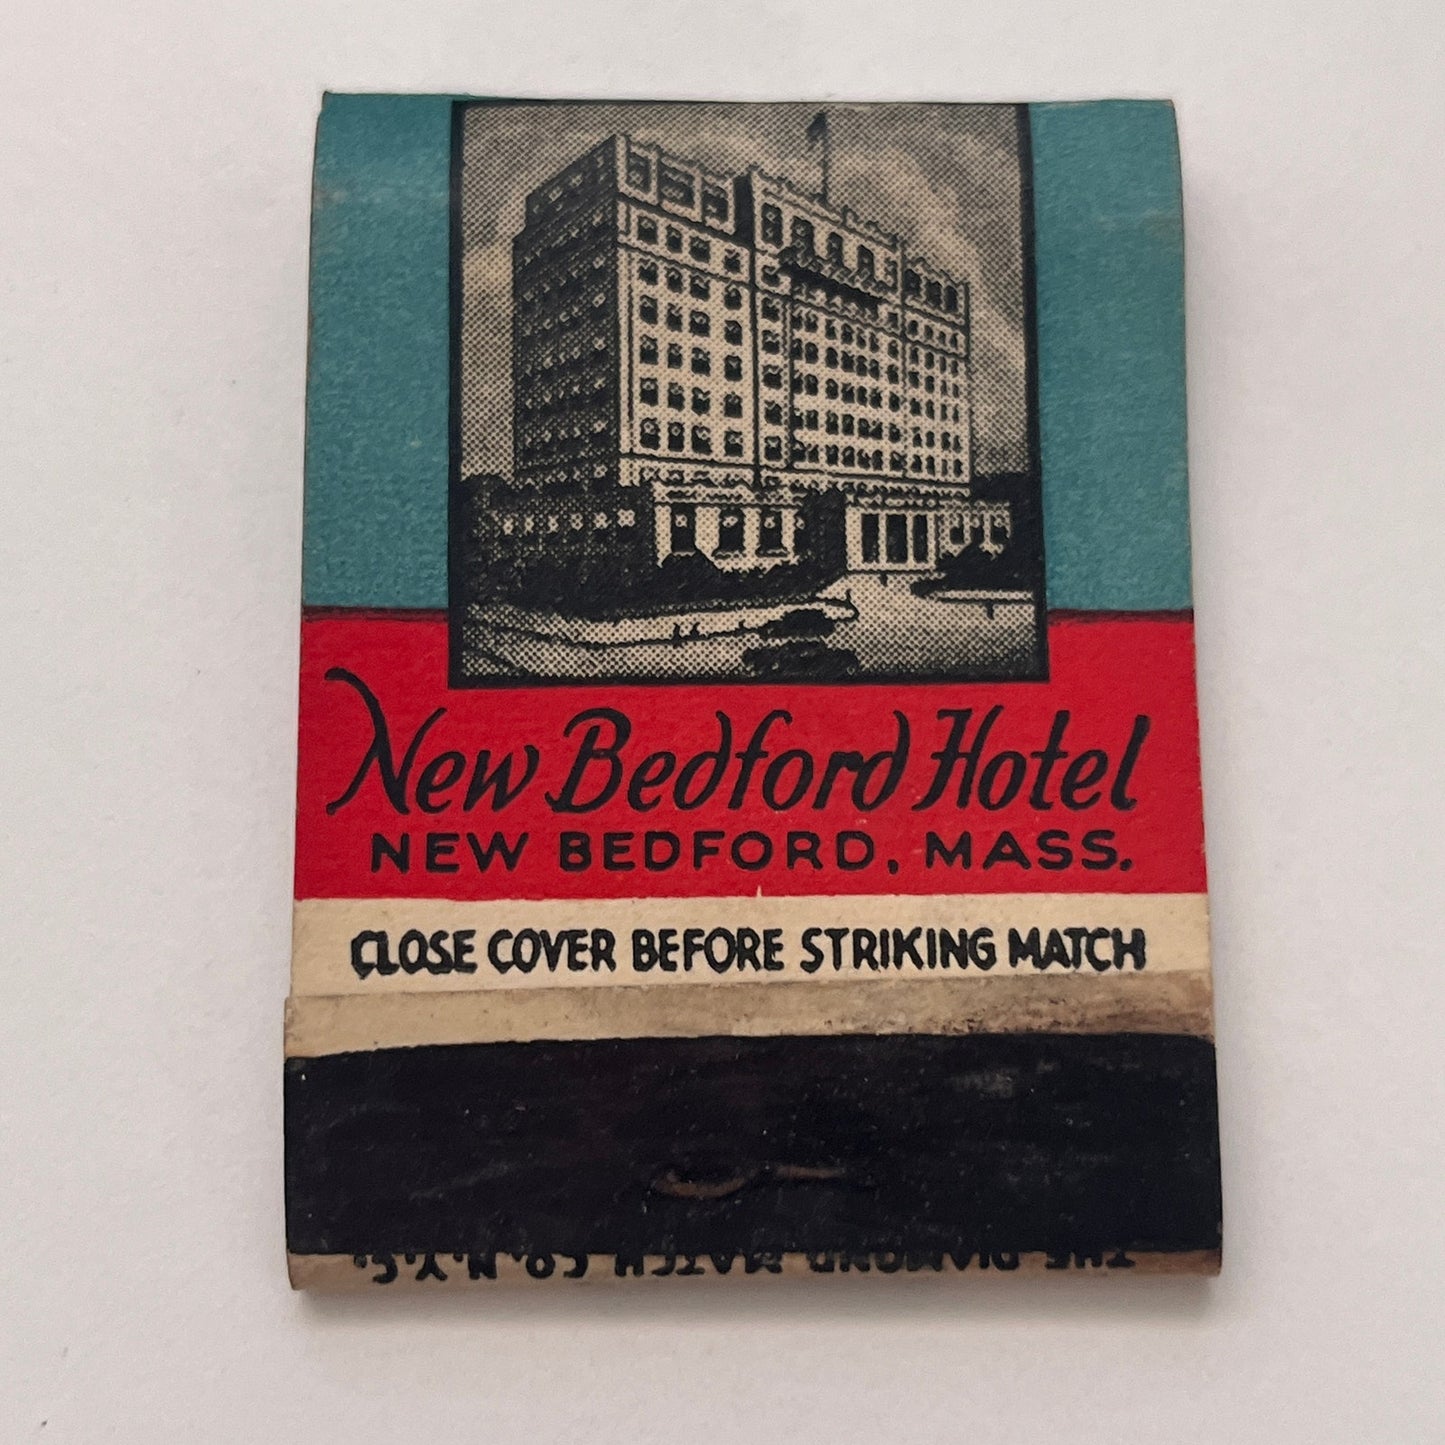 New Bedford Hotel
NEW BEDFORD, MASS.
CLOSE COVER BEFORE STRIKING MATCH
THE DIAMOND MATCH CO. N.Y.C.